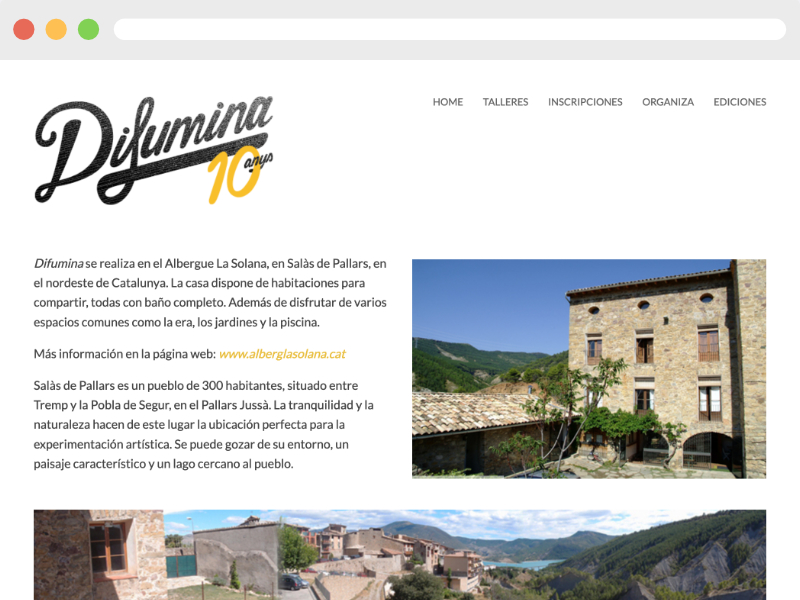 Difumina
10 anys
HOME TALLERES INSCRIPCIONES ORGANIZA EDICIONES
Difumina se realiza en el Albergue La Solana, en Salàs de Pallars, en
el nordeste de Catalunya. La casa dispone de habitaciones para
compartir, todas con baño completo. Además de disfrutar de varios
espacios comunes como la era, los jardines y la piscina.
Más información en la página web: www.alberglasolana.cat
Salàs de Pallars es un pueblo de 300 habitantes, situado entre
Tremp y la Pobla de Segur, en el Pallars Jussà. La tranquilidad y la
naturaleza hacen de este lugar la ubicación perfecta para la
experimentación artística. Se puede gozar de su entorno, un
paisaje característico y un lago cercano al pueblo.